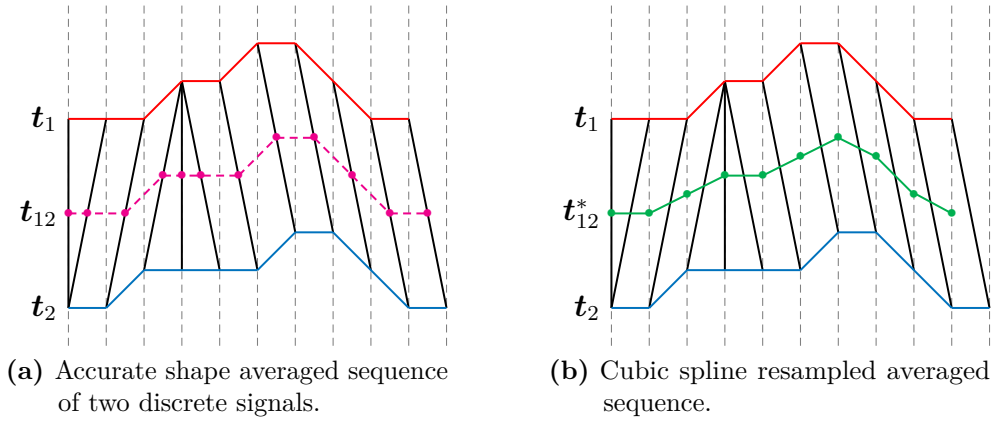 t₁
t₁₂
t₂
(a) Accurate shape averaged sequence
of two discrete signals.
t₁
t*₁₂
t₂
(b) Cubic spline resampled averaged
sequence.